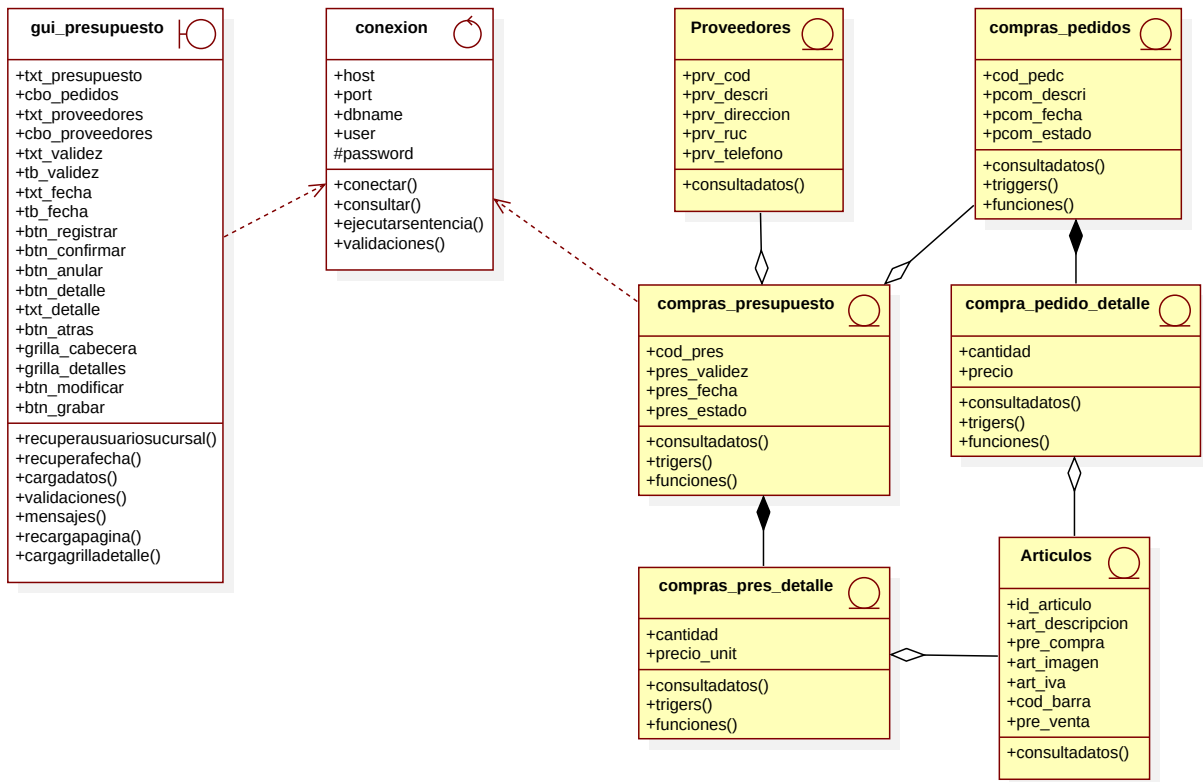 gui_presupuesto
+txt_presupuesto
+cbo_pedidos
+txt_proveedores
+cbo_proveedores
+txt_validez
+tb_validez
+txt_fecha
+tb_fecha
+btn_registrar
+btn_confirmar
+btn_anular
+btn_detalle
+txt_detalle
+btn_atras
+grilla_cabecera
+grilla_detalles
+btn_modificar
+btn_grabar
+recuperausuariosucursal()
+recuperafecha()
+cargadatos()
+validaciones()
+mensajes()
+recargapagina()
+cargagrilladetalle()
conexion
+host
+port
+dbname
+user
#password
+conectar()
+consultar()
+ejecutarsentencia()
+validaciones()
Proveedores
+prv_cod
+prv_descri
+prv_direccion
+prv_ruc
+prv_telefono
+consultadatos()
compras_pedidos
+cod_pedc
+pcom_descri
+pcom_fecha
+pcom_estado
+consultadatos()
+triggers()
+funciones()
compras_presupuesto
+cod_pres
+pres_validez
+pres_fecha
+pres_estado
+consultadatos()
+trigers()
+funciones()
compra_pedido_detalle
+cantidad
+precio
+consultadatos()
+trigers()
+funciones()
compras_pres_detalle
+cantidad
+precio_unit
+consultadatos()
+trigers()
+funciones()
Articulos
+id_articulo
+art_descripcion
+pre_compra
+art_imagen
+art_iva
+cod_barra
+pre_venta
+consultadatos()